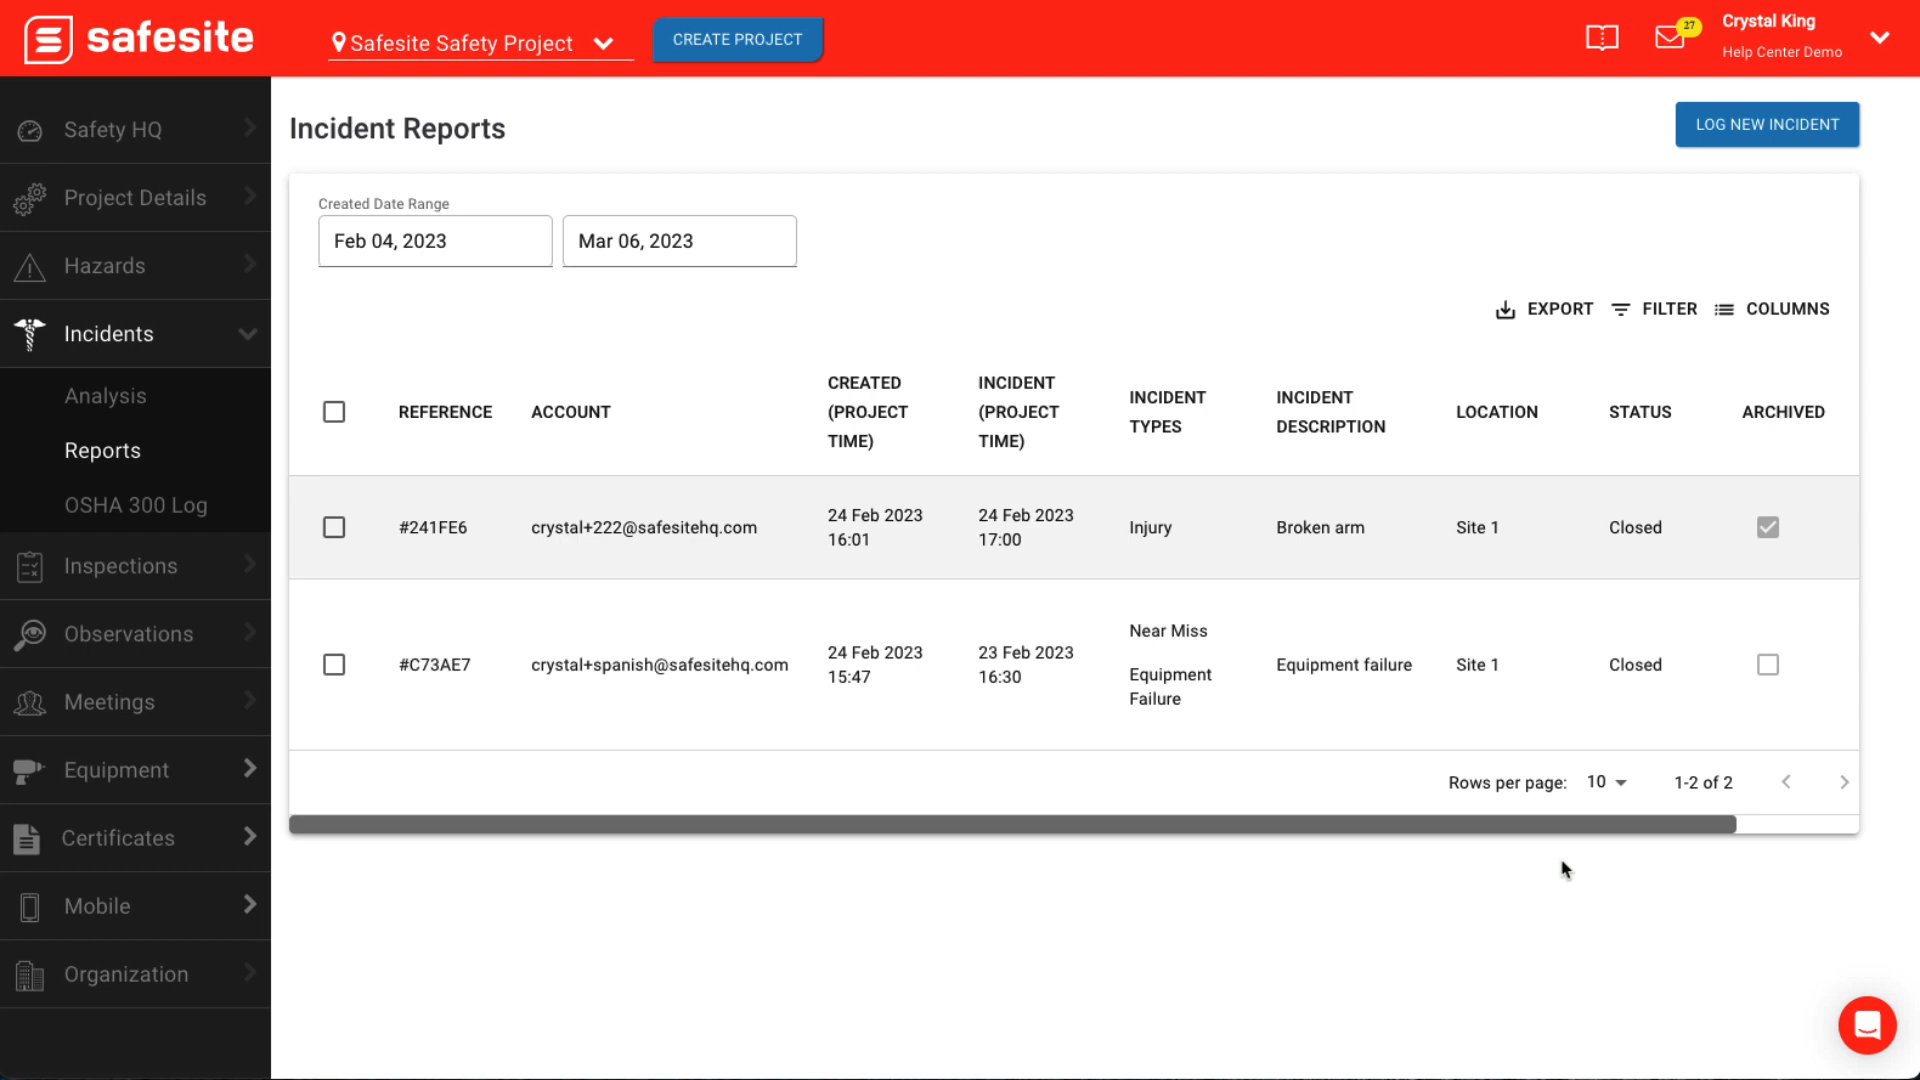 safesite
Safesite Safety Project
CREATE PROJECT
27
Crystal King
Help Center Demo
Safety HQ
Project Details
Hazards
Incidents
Analysis
Reports
OSHA 300 Log
Inspections
Observations
Meetings
Equipment
Certificates
Mobile
Organization
Incident Reports
LOG NEW INCIDENT
Created Date Range
Feb 04, 2023
Mar 06, 2023
EXPORT
FILTER
COLUMNS
REFERENCE
ACCOUNT
CREATED
(PROJECT
TIME)
INCIDENT
(PROJECT
TIME)
INCIDENT
TYPES
INCIDENT
DESCRIPTION
LOCATION
STATUS
ARCHIVED
#241FE6
crystal+222@safesitehq.com
24 Feb 2023
16:01
24 Feb 2023
17:00
Injury
Broken arm
Site 1
Closed
#C73AE7
crystal+spanish@safesitehq.com
24 Feb 2023
15:47
23 Feb 2023
16:30
Near Miss
Equipment
Failure
Equipment failure
Site 1
Closed
Rows per page:
10
1-2 of 2